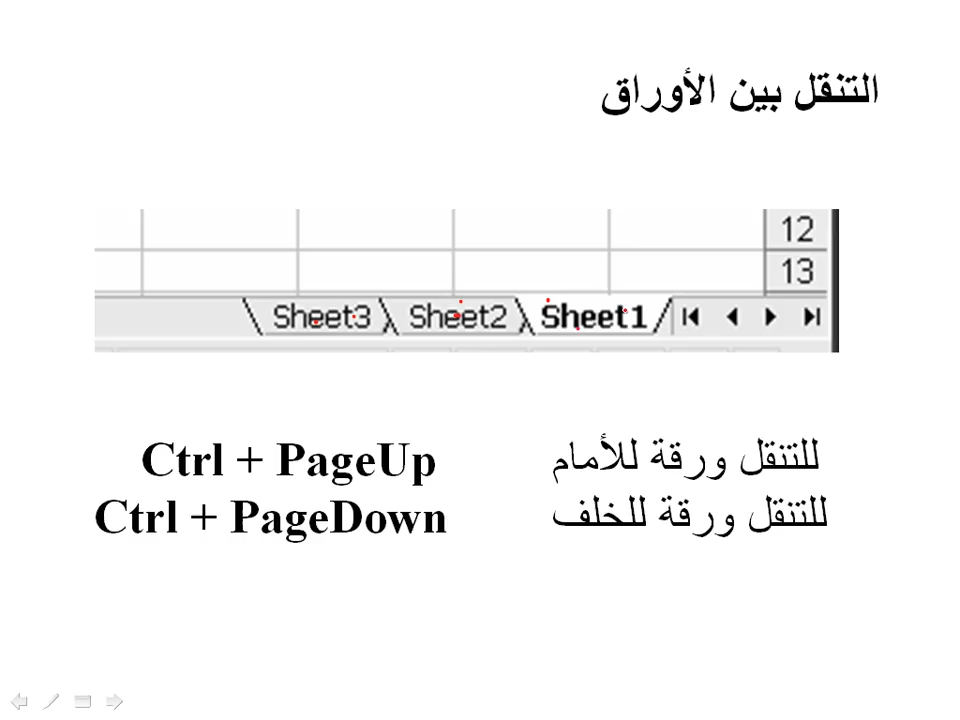 التنقل بين الأوراق
12
13
Sheet1 Sheet2 Sheet3
للتنقل ورقة للأمام Ctrl + PageUp
للتنقل ورقة للخلف Ctrl + PageDown